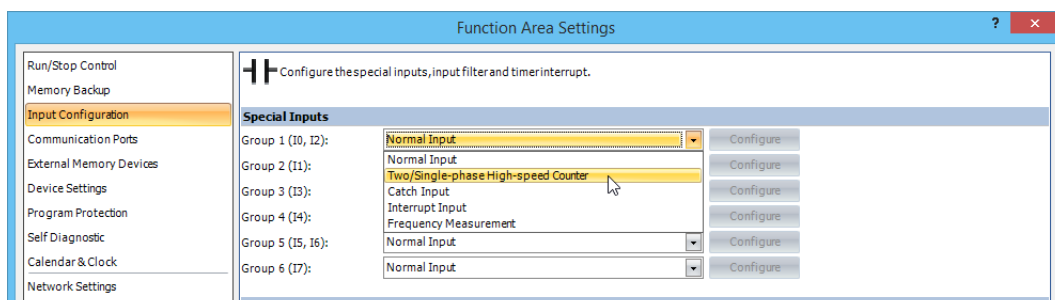 Function Area Settings
?
Run/Stop Control
Memory Backup
Input Configuration
Communication Ports
External Memory Devices
Device Settings
Program Protection
Self Diagnostic
Calendar & Clock
Network Settings
Configure the special inputs, input filter and timer interrupt.
Special Inputs
Group 1 (I0, I2): Normal Input Configure
Normal Input
Two/Single-phase High-speed Counter
Catch Input
Interrupt Input
Frequency Measurement
Group 2 (I1): Configure
Group 3 (I3): Configure
Group 4 (I4): Configure
Group 5 (I5, I6): Normal Input Configure
Group 6 (I7): Normal Input Configure